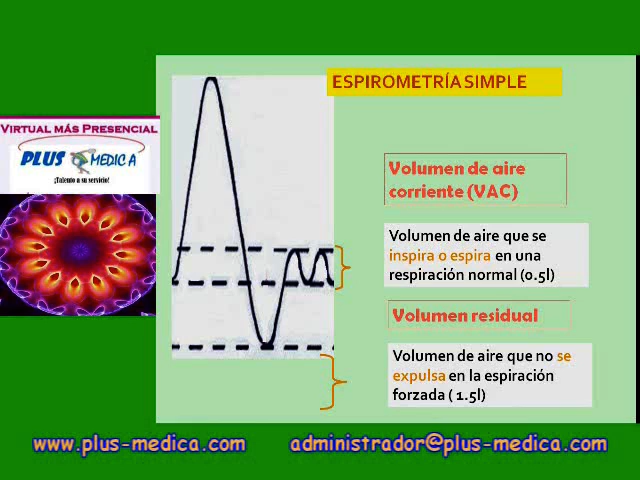 ESPIROMETRÍA SIMPLE
VIRTUAL MÁS PRESENCIAL
PLUS MEDICA
¡Talento a su servicio!
Volumen de aire
corriente (VAC)
Volumen de aire que se
inspira o espira en una
respiración normal (0.5l)
Volumen residual
Volumen de aire que no se
expulsa en la espiración
forzada ( 1.5l)
www.plus-medica.com
administrador@plus-medica.com